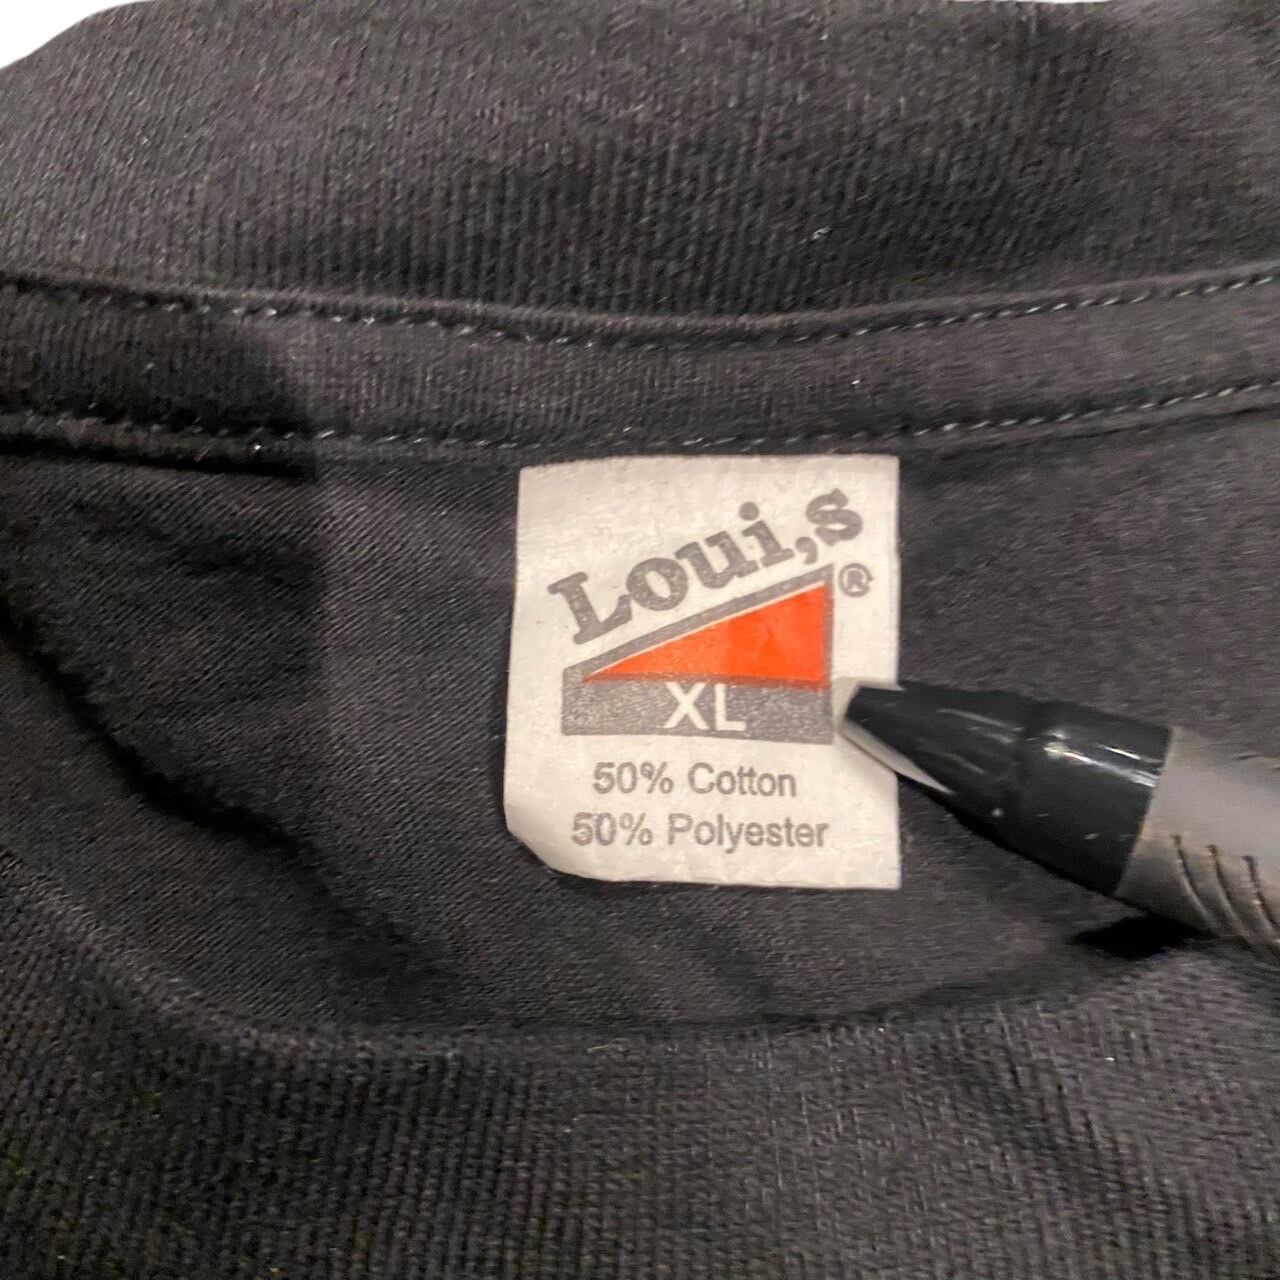 Loui,s
®
XL
50% Cotton
50% Polyester